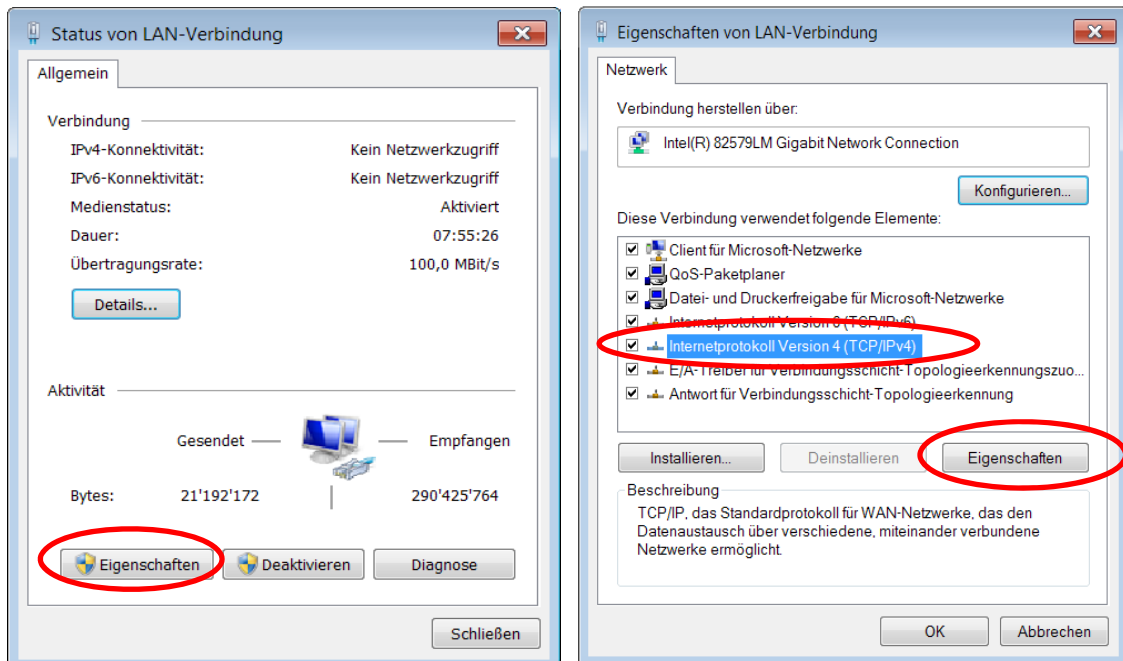 Status von LAN-Verbindung
Allgemein
Verbindung
IPv4-Konnektivität: Kein Netzwerkzugriff
IPv6-Konnektivität: Kein Netzwerkzugriff
Medienstatus: Aktiviert
Dauer: 07:55:26
Übertragungsrate: 100,0 MBit/s
Details...
Aktivität
Gesendet Empfangen
Bytes: 21'192'172 290'425'764
Eigenschaften Deaktivieren Diagnose
Schließen
Eigenschaften von LAN-Verbindung
Netzwerk
Verbindung herstellen über:
Intel(R) 82579LM Gigabit Network Connection
Konfigurieren...
Diese Verbindung verwendet folgende Elemente:
Client für Microsoft-Netzwerke
QoS-Paketplaner
Datei- und Druckerfreigabe für Microsoft-Netzwerke
Internetprotokoll Version 6 (TCP/IPv6)
Internetprotokoll Version 4 (TCP/IPv4)
E/A-Treiber für Verbindungsschicht-Topologieerkennungszuo...
Antwort für Verbindungsschicht-Topologieerkennung
Installieren... Deinstallieren Eigenschaften
Beschreibung
TCP/IP, das Standardprotokoll für WAN-Netzwerke, das den
Datenaustausch über verschiedene, miteinander verbundene
Netzwerke ermöglicht.
OK Abbrechen